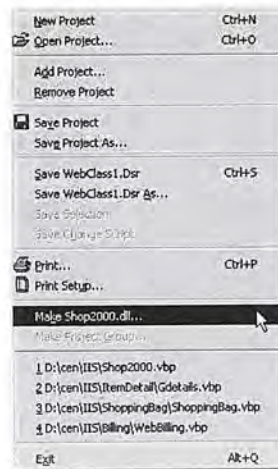 New Project Ctrl+N
Open Project... Ctrl+O
Add Project...
Remove Project
Save Project
Save Project As...
Save WebClass1.Dsr Ctrl+S
Save WebClass1.Dsr As...
Save Selection
Save Change Script
Print... Ctrl+P
Print Setup...
Make Shop2000.dll...
Make Project Group...
1 D:\cen\IIS\Shop2000.vbp
2 D:\cen\IIS\ItemDetail\Gdetails.vbp
3 D:\cen\IIS\ShoppingBag\ShoppingBag.vbp
4 D:\cen\IIS\Billing\WebBilling.vbp
Exit Alt+Q